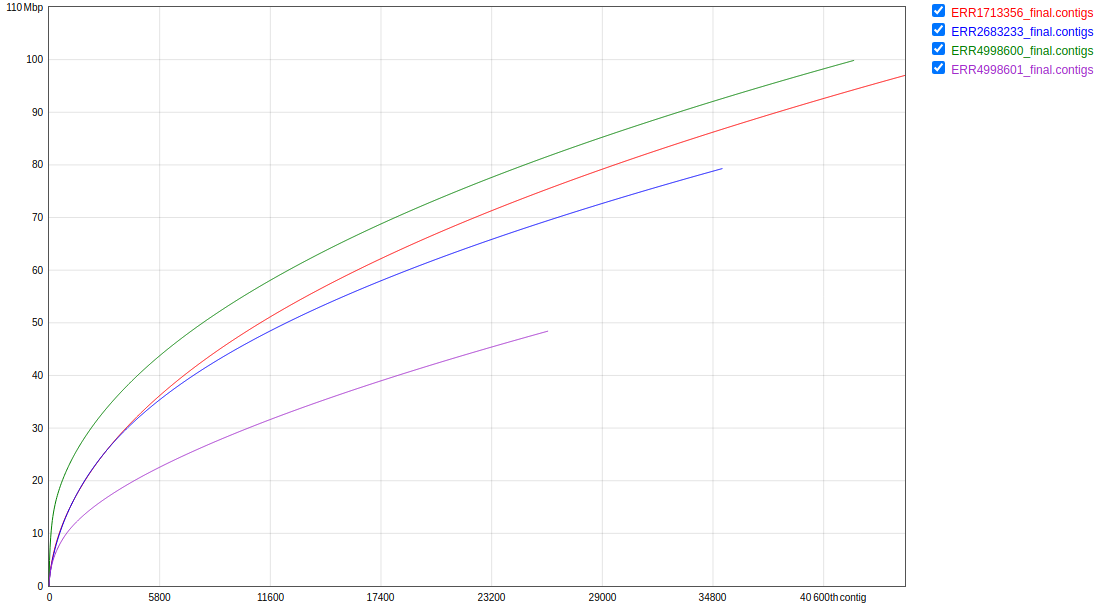 110 Mbp
100
90
80
70
60
50
40
30
20
10
0
0 5800 11600 17400 23200 29000 34800 40 600th contig
ERR1713356_final.contigs
ERR2683233_final.contigs
ERR4998600_final.contigs
ERR4998601_final.contigs